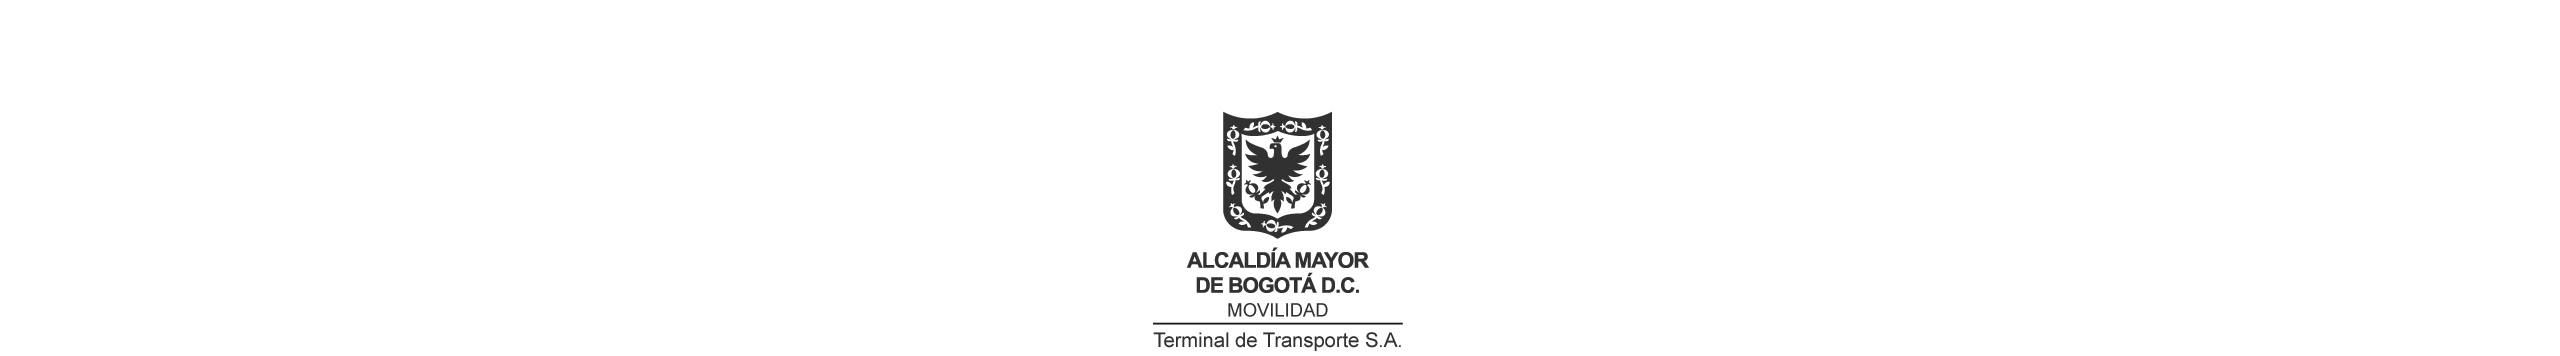 ALCALDÍA MAYOR
DE BOGOTÁ D.C.
MOVILIDAD
Terminal de Transporte S.A.